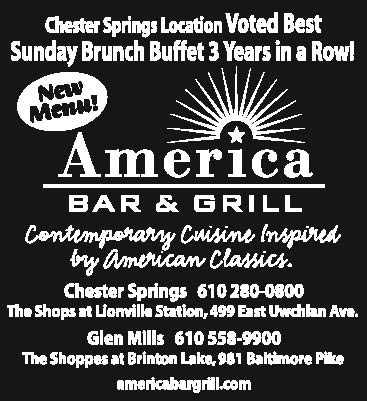 Chester Springs Location Voted Best
Sunday Brunch Buffet 3 Years in a Row!
New
Menu!
America
BAR & GRILL
Contemporary Cuisine Inspired
by American Classics.
Chester Springs 610 280-0800
The Shops at Lionville Station, 499 East Uwchlan Ave.
Glen Mills 610 558-9900
The Shoppes at Brinton Lake, 981 Baltimore Pike
americabargrill.com